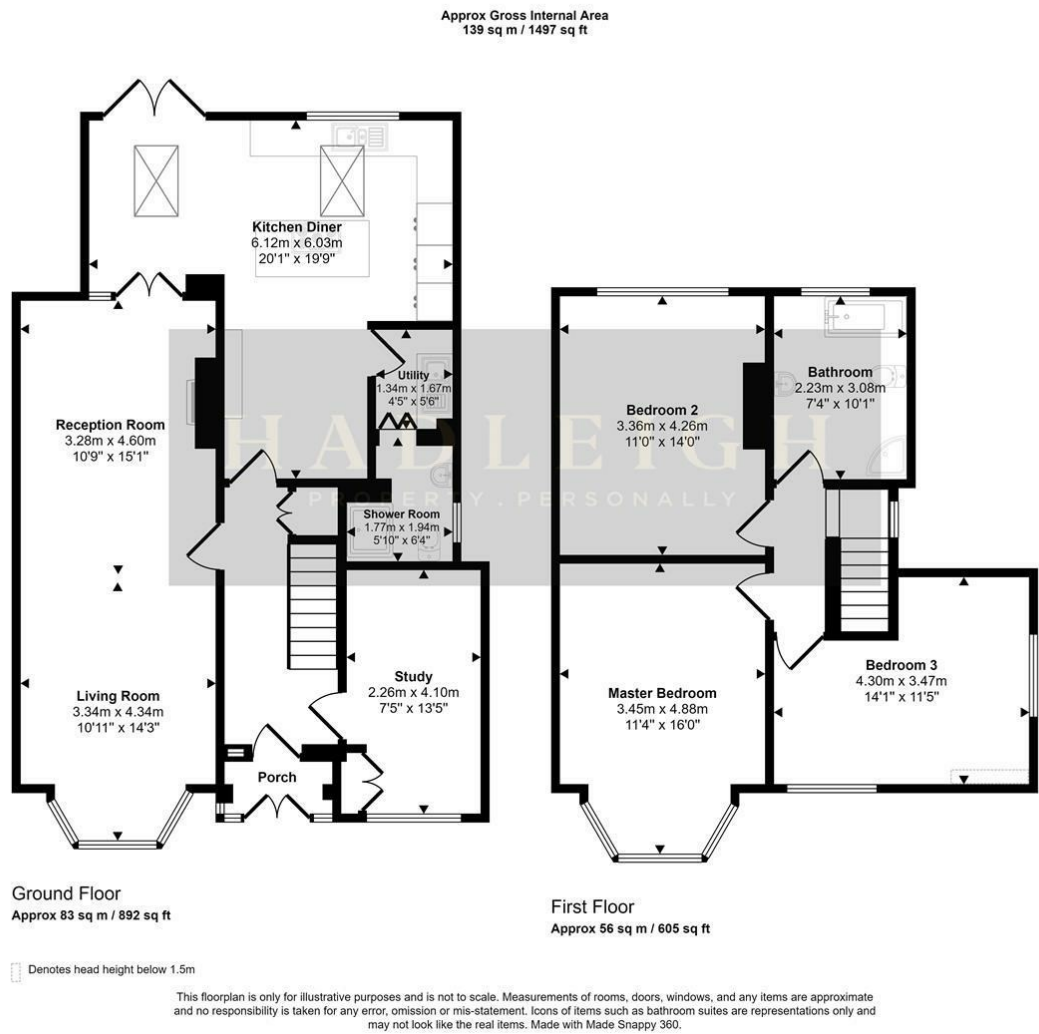 Approx Gross Internal Area
139 sq m / 1497 sq ft
Kitchen Diner
6.12m x 6.03m
20'1" x 19'9"
Utility
1.34m x 1.67m
4'5" x 5'6"
Reception Room
3.28m x 4.60m
10'9" x 15'1"
Bedroom 2
3.36m x 4.26m
11'0" x 14'0"
Bathroom
2.23m x 3.08m
7'4" x 10'1"
HADLEIGH
PROPERTY. PERSONALLY
Shower Room
1.77m x 1.94m
5'10" x 6'4"
Living Room
3.34m x 4.34m
10'11" x 14'3"
Study
2.26m x 4.10m
7'5" x 13'5"
Master Bedroom
3.45m x 4.88m
11'4" x 16'0"
Bedroom 3
4.30m x 3.47m
14'1" x 11'5"
Porch
Ground Floor
Approx 83 sq m / 892 sq ft
First Floor
Approx 56 sq m / 605 sq ft
Denotes head height below 1.5m
This floorplan is only for illustrative purposes and is not to scale. Measurements of rooms, doors, windows, and any items are approximate
and no responsibility is taken for any error, omission or mis-statement. Icons of items such as bathroom suites are representations only and
may not look like the real items. Made with Made Snappy 360.